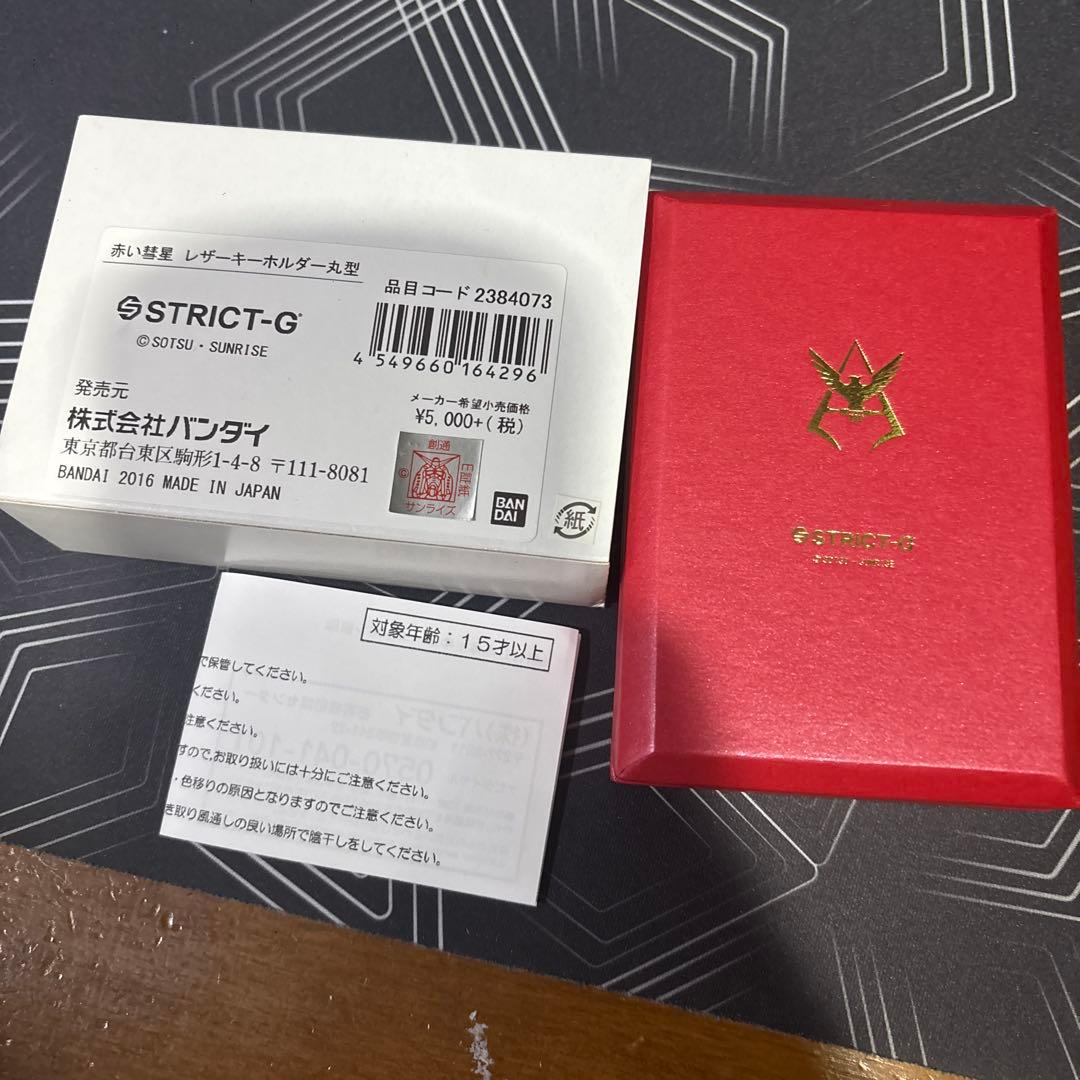 赤い彗星 レザーキーホルダー丸型
品目コード2384073
STRICT-G
©SOTSU・SUNRISE
4 549660 164296
発売元
メーカー希望小売価格
¥5,000+(税)
株式会社バンダイ
東京都台東区駒形1-4-8 〒111-8081
BANDAI 2016 MADE IN JAPAN
創通
©
証紙
サンライズ
BAN
DAI
紙
STRICT-G
©SOTSU・SUNRISE
対象年齢：15才以上
で保管してください。
ください。
注意ください。
すので、お取り扱いには十分にご注意ください。
・色移りの原因となりますのでご注意ください。
き取り風通しの良い場所で陰干しをしてください。